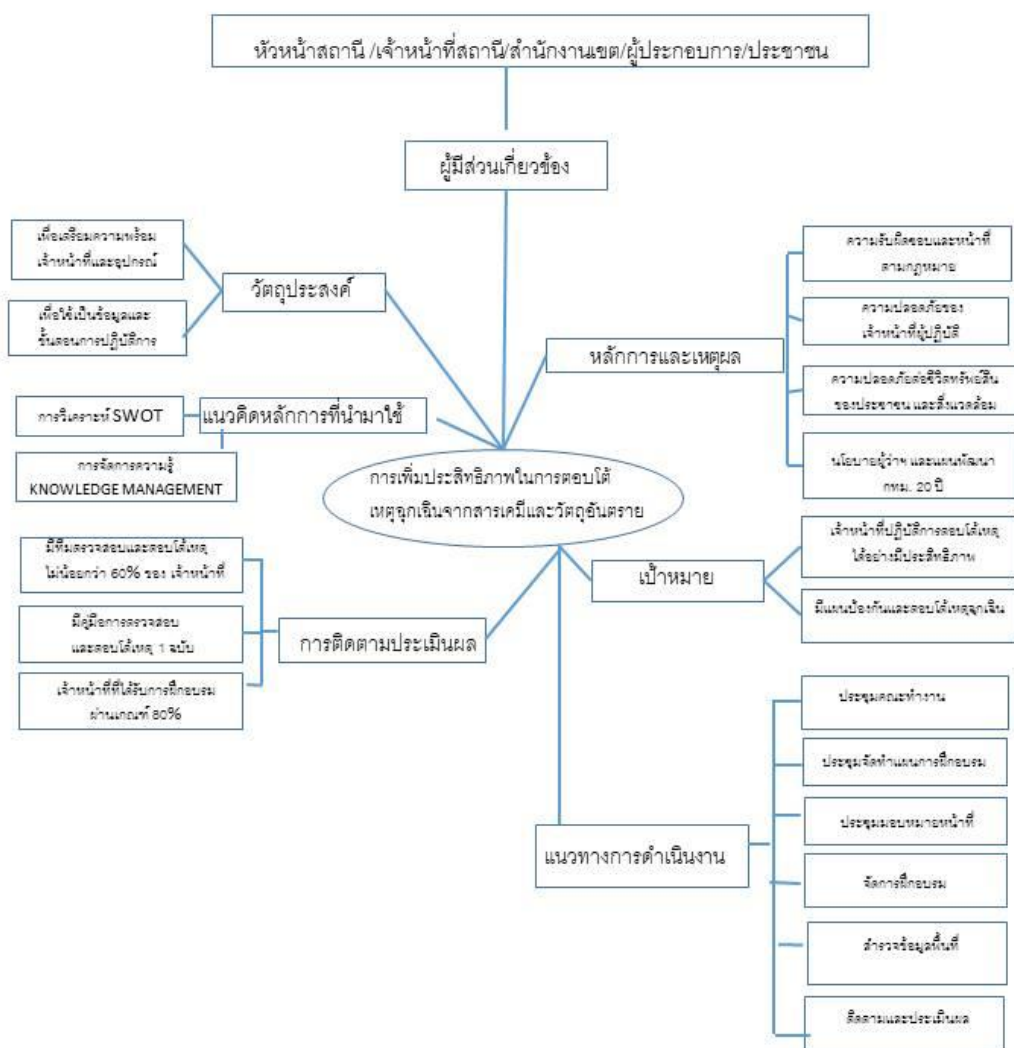 หัวหน้าสถานี /เจ้าหน้าที่สถานี/สำนักงานเขต/ผู้ประกอบการ/ประชาชน
ผู้มีส่วนเกี่ยวข้อง
เพื่อเตรียมความพร้อม
เจ้าหน้าที่และอุปกรณ์
วัตถุประสงค์
เพื่อใช้เป็นข้อมูลและ
ขั้นตอนการปฏิบัติการ
ความรับผิดชอบและหน้าที่
ตามกฎหมาย
ความปลอดภัยของ
เจ้าหน้าที่ผู้ปฏิบัติ
หลักการและเหตุผล
ความปลอดภัยต่อชีวิตทรัพย์สิน
ของประชาชน และสิ่งแวดล้อม
นโยบายผู้ว่าฯ และแผนพัฒนา
กทม. 20 ปี
การวิเคราะห์ SWOT
แนวคิดหลักการที่นำมาใช้
การจัดการความรู้
KNOWLEDGE MANAGEMENT
การเพิ่มประสิทธิภาพในการตอบโต้
เหตุฉุกเฉินจากสารเคมีและวัตถุอันตราย
เป้าหมาย
เจ้าหน้าที่ปฏิบัติการตอบโต้เหตุ
ได้อย่างมีประสิทธิภาพ
มีแผนป้องกันและตอบโต้เหตุฉุกเฉิน
มีทีมตรวจสอบและตอบโต้เหตุ
ไม่น้อยกว่า 60% ของ เจ้าหน้าที่
มีคู่มือการตรวจสอบ
และตอบโต้เหตุ 1 ฉบับ
การติดตามประเมินผล
เจ้าหน้าที่ที่ได้รับการฝึกอบรม
ผ่านเกณฑ์ 80%
แนวทางการดำเนินงาน
ประชุมคณะทำงาน
ประชุมจัดทำแผนการฝึกอบรม
ประชุมมอบหมายหน้าที่
จัดการฝึกอบรม
สำรวจข้อมูลพื้นที่
ติดตามและประเมินผล